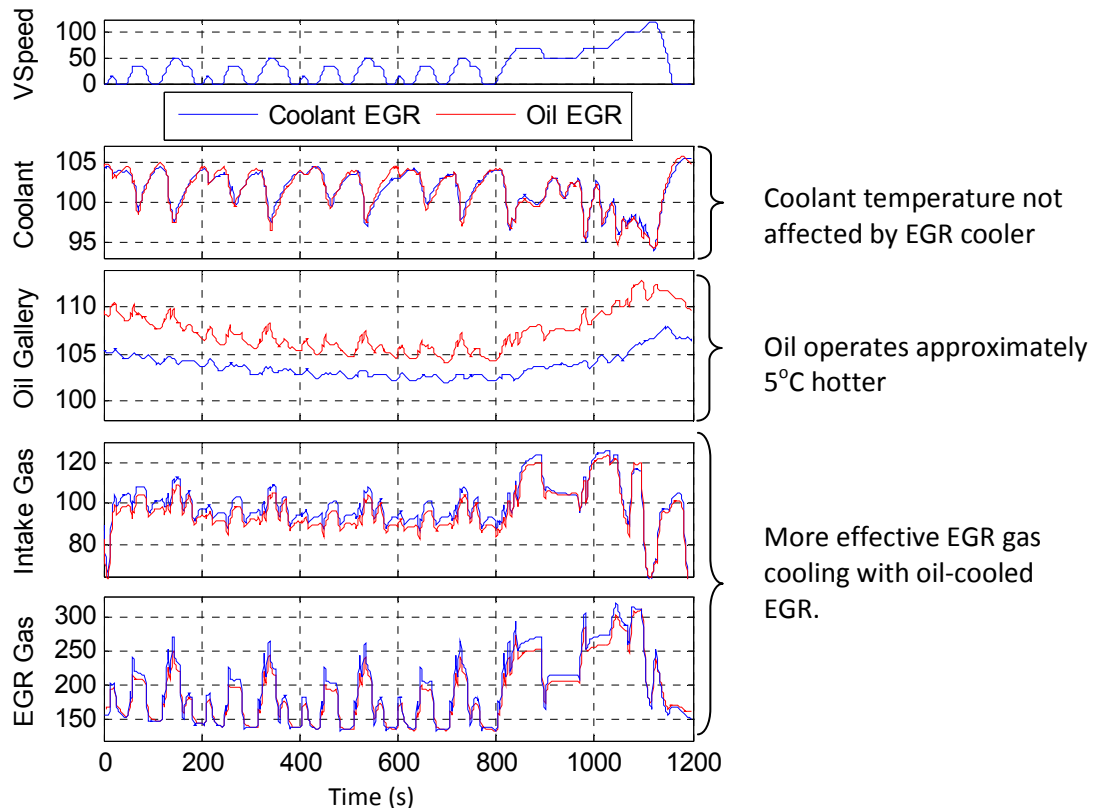 VSpeed
100
50
0
Coolant EGR
Oil EGR
Coolant
105
100
95
Coolant temperature not
affected by EGR cooler
Oil Gallery
110
105
100
Oil operates approximately
5°C hotter
Intake Gas
120
100
80
EGR Gas
300
250
200
150
More effective EGR gas
cooling with oil-cooled
EGR.
0
200
400
600
800
1000
1200
Time (s)